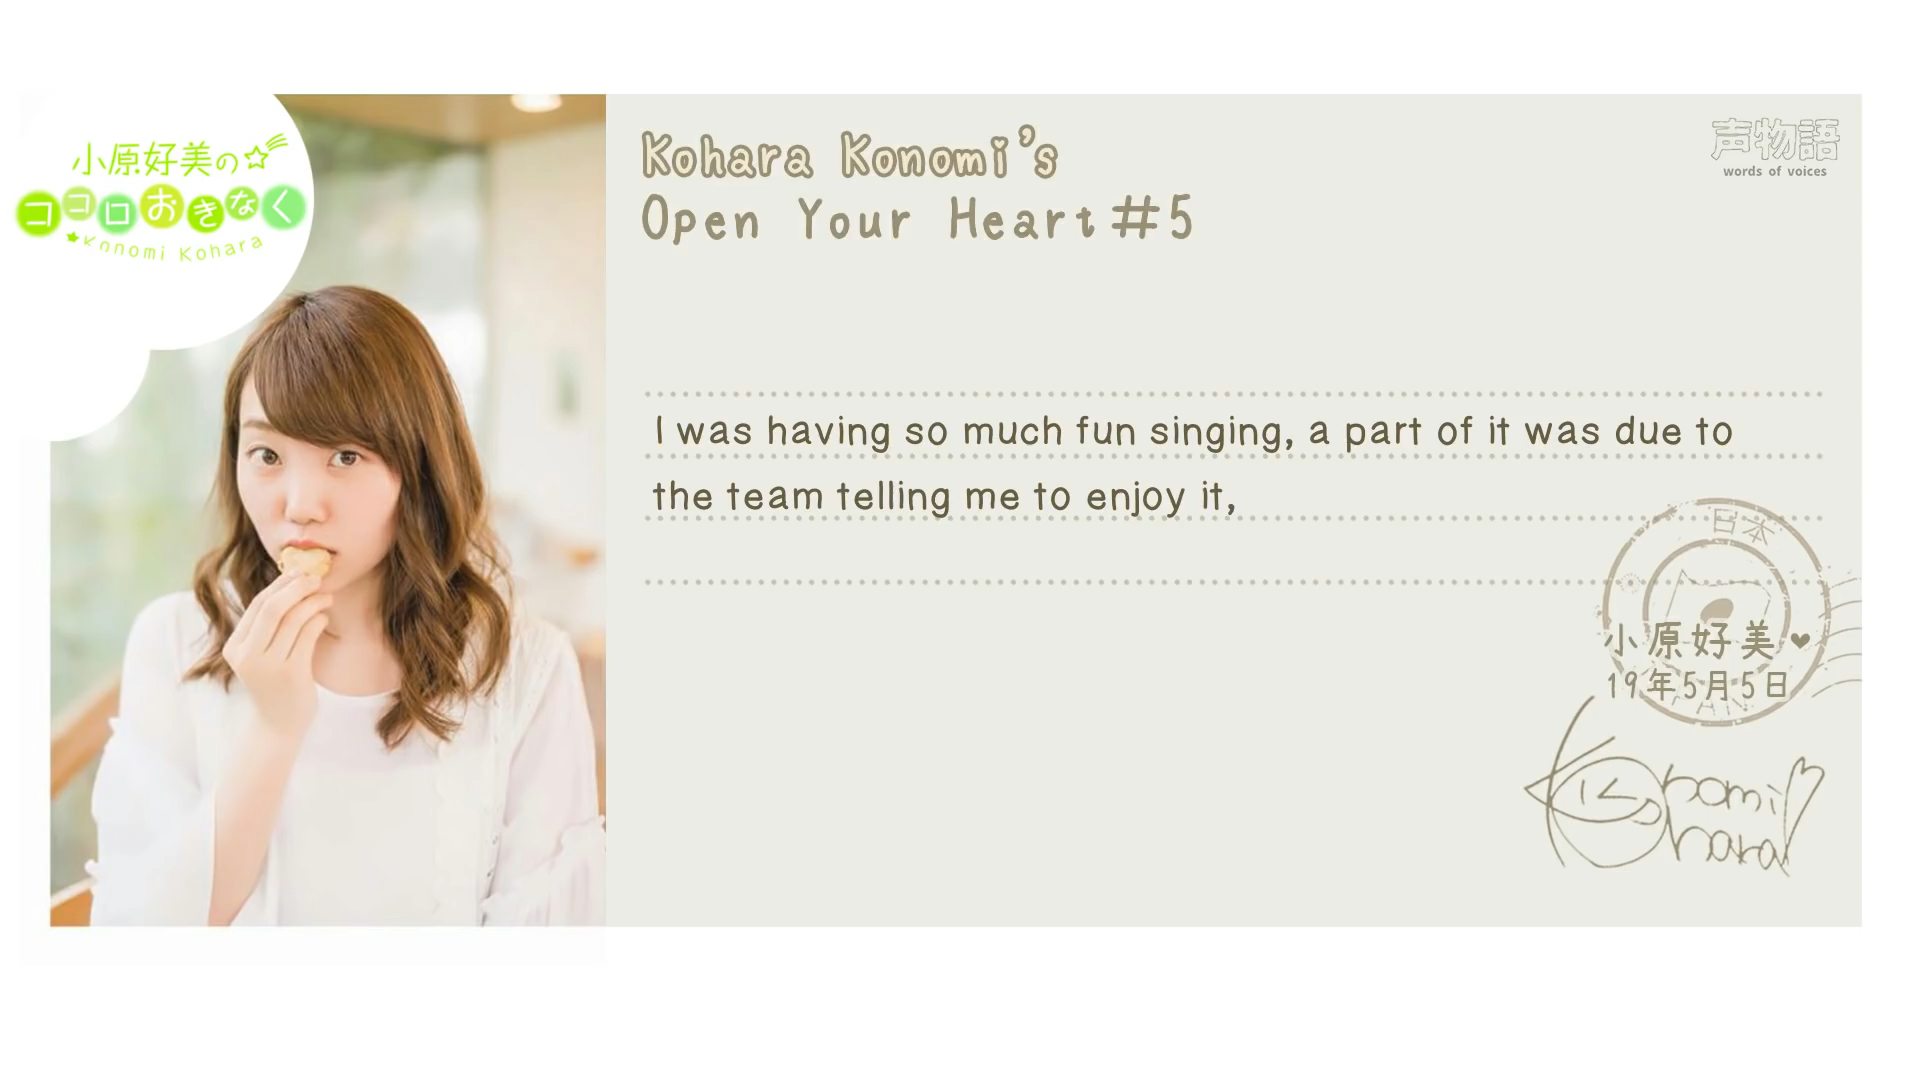 小原好美の☆
ココロおきなく
★Konomi Kohara
Kohara Konomi's
Open Your Heart #5
声物語
words of voices
I was having so much fun singing, a part of it was due to
the team telling me to enjoy it,
日本
小原好美♥
19年5月5日
Konomi
Kohara